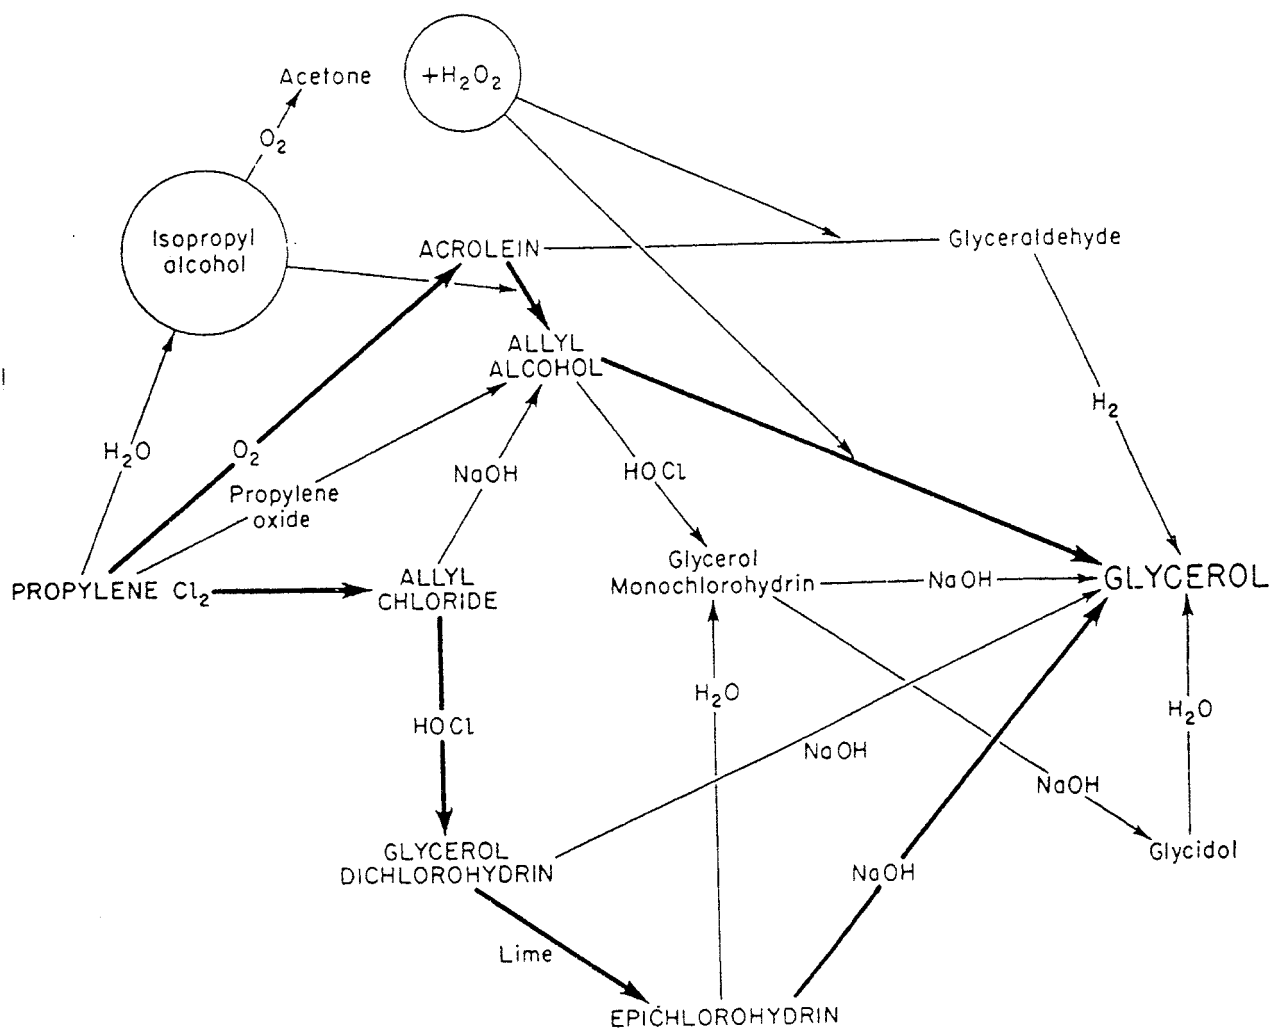 Acetone
+H₂O₂
O₂
Isopropyl
alcohol
ACROLEIN
Glyceraldehyde
ALLYL
ALCOHOL
H₂
H₂O
O₂
NaOH
HOCl
Propylene
oxide
Glycerol
Monochlorohydrin
NaOH
GLYCEROL
PROPYLENE Cl₂
ALLYL
CHLORIDE
H₂O
H₂O
HOCl
NaOH
NaOH
GLYCEROL
DICHLOROHYDRIN
NaOH
Glycidol
Lime
EPICHLOROHYDRIN